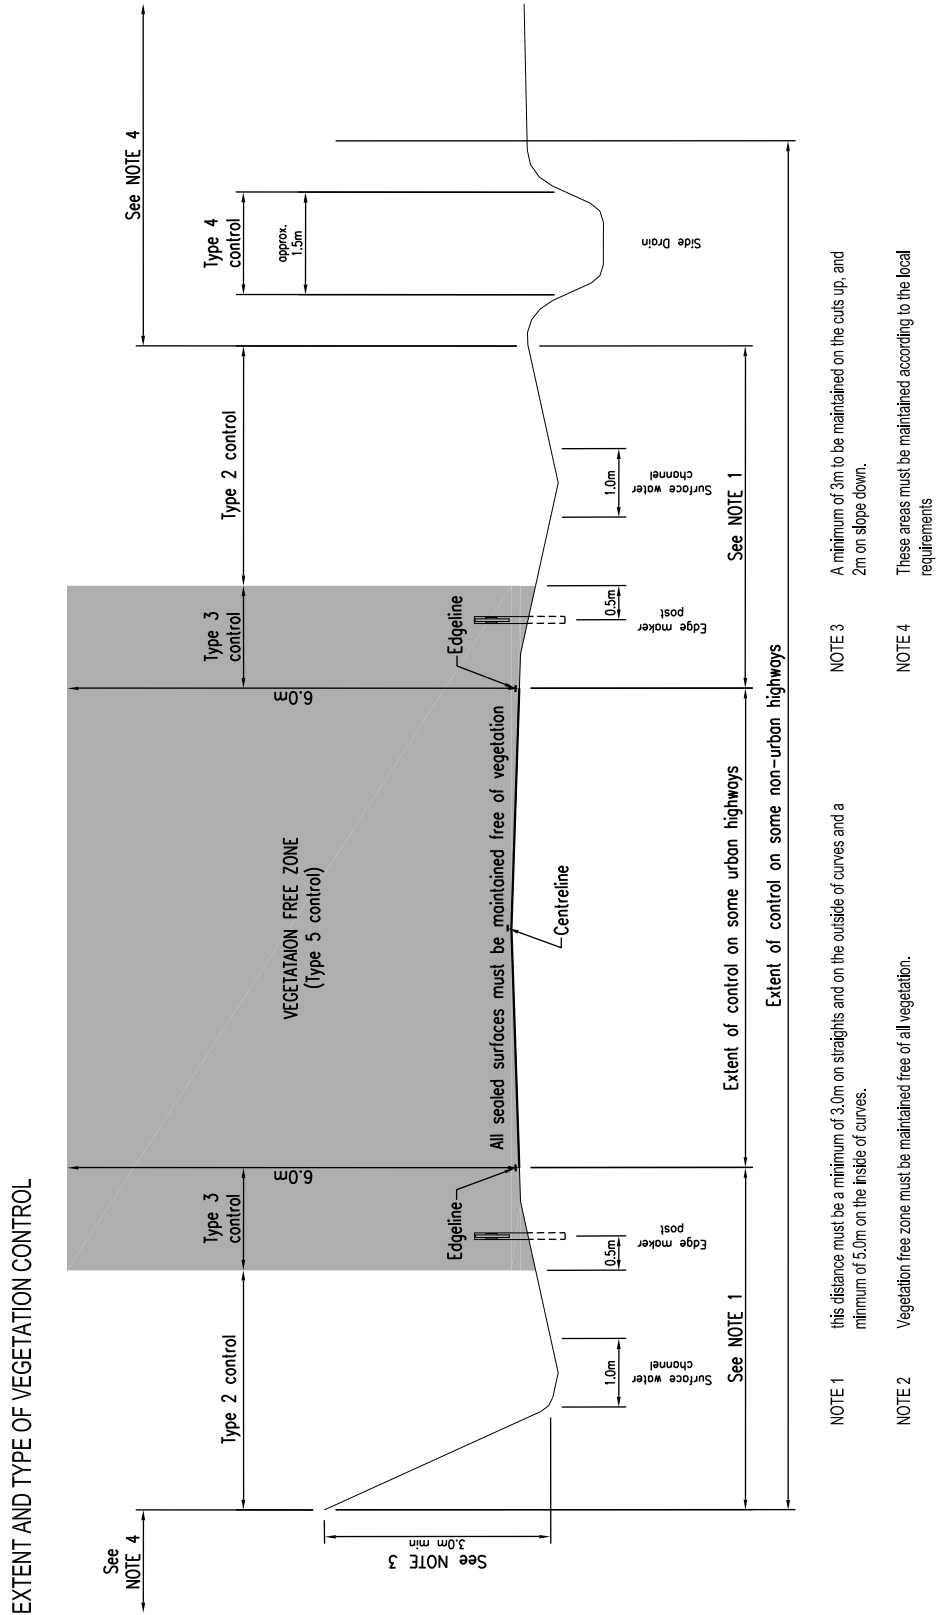 EXTENT AND TYPE OF VEGETATION CONTROL
See
NOTE 4
See NOTE 4
Type 2 control
Type 3
control
Type 3
control
Type 2 control
Type 4
control
approx.
1.5m
VEGETATAION FREE ZONE
(Type 5 control)
6.0m
6.0m
See NOTE 3
3.0m min
Edgeline
All sealed surfaces must be maintained free of vegetation
Edgeline
Centreline
1.0m
Surface water
channel
0.5m
Edge maker
post
0.5m
Edge maker
post
1.0m
Surface water
channel
Side Drain
See NOTE 1
Extent of control on some urban highways
See NOTE 1
Extent of control on some non-urban highways
NOTE 1
this distance must be a minimum of 3.0m on straights and on the outside of curves and a
minmum of 5.0m on the inside of curves.
NOTE 2
Vegetation free zone must be maintained free of all vegetation.
NOTE 3
A minimum of 3m to be maintained on the cuts up, and
2m on slope down.
NOTE 4
These areas must be maintained according to the local
requirements